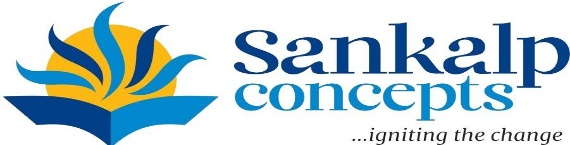 Sankalp
concepts
...igniting the change